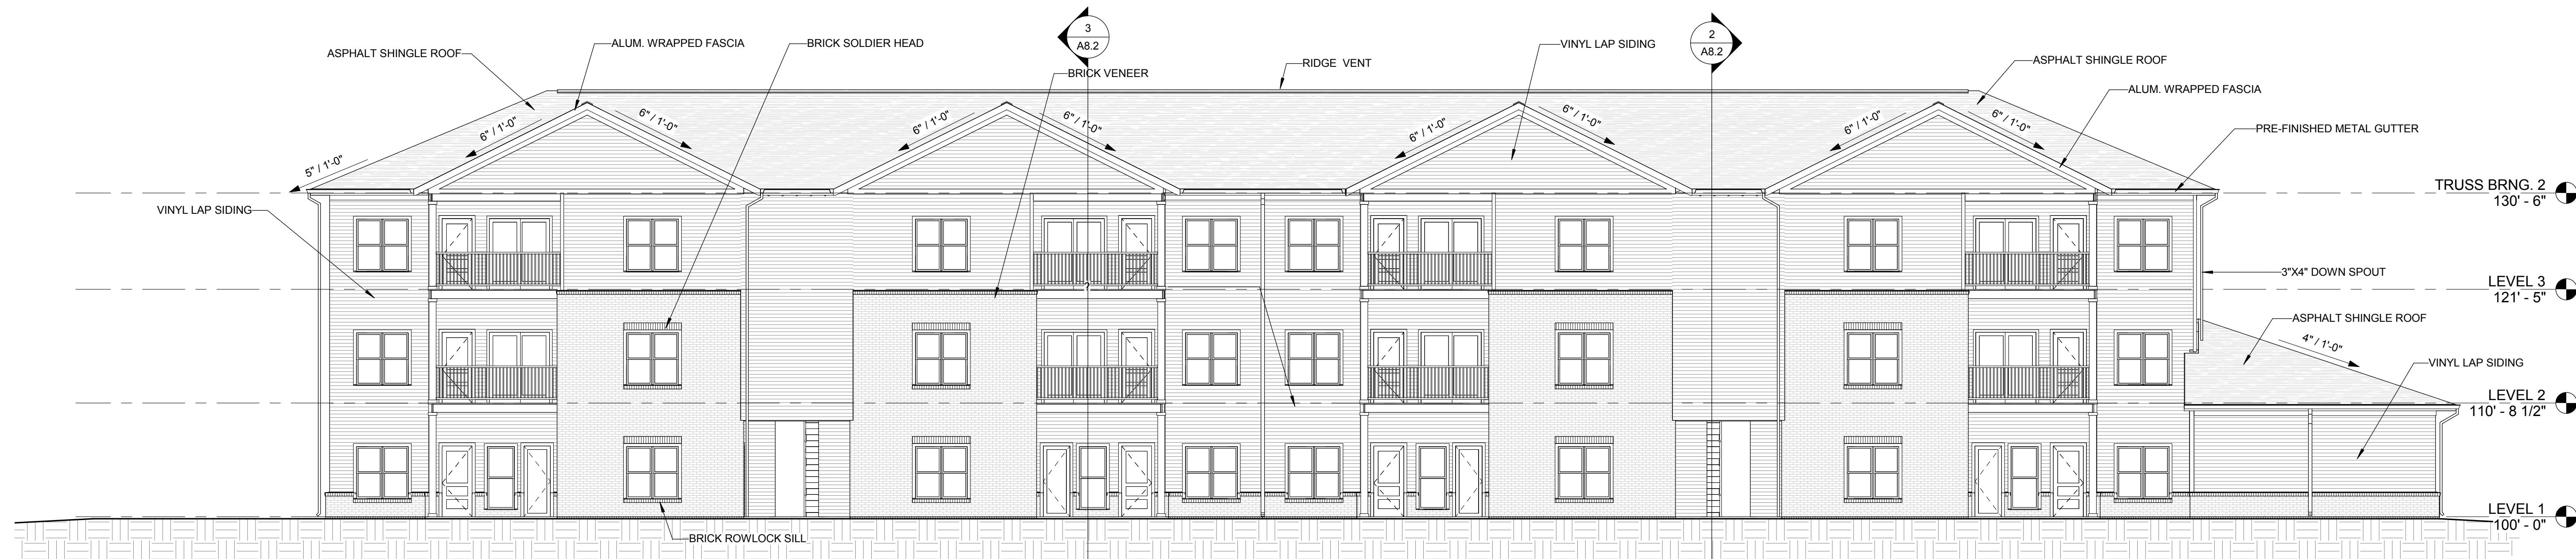 3
A8.2
2
A8.2
ASPHALT SHINGLE ROOF
ALUM. WRAPPED FASCIA
BRICK SOLDIER HEAD
BRICK VENEER
RIDGE VENT
VINYL LAP SIDING
ASPHALT SHINGLE ROOF
ALUM. WRAPPED FASCIA
PRE-FINISHED METAL GUTTER
5" / 1'-0"
6" / 1'-0"
6" / 1'-0"
6" / 1'-0"
6" / 1'-0"
6" / 1'-0"
6" / 1'-0"
6" / 1'-0"
6" / 1'-0"
TRUSS BRNG. 2
130' - 6"
VINYL LAP SIDING
3"X4" DOWN SPOUT
?
LEVEL 3
121' - 5"
ASPHALT SHINGLE ROOF
4" / 1'-0"
VINYL LAP SIDING
LEVEL 2
110' - 8 1/2"
LEVEL 1
100' - 0"
BRICK ROWLOCK SILL